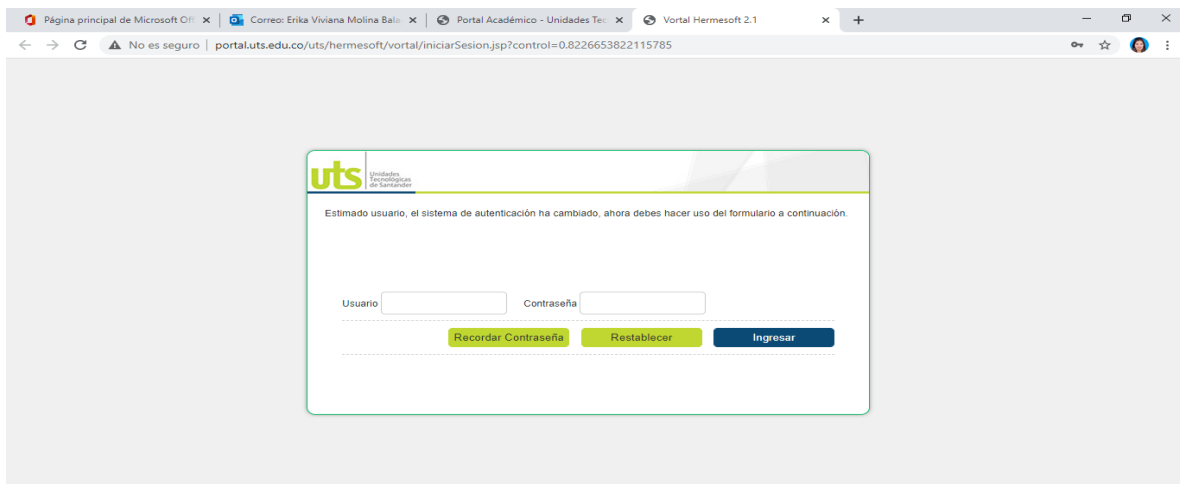 Página principal de Microsoft Of
Correo: Erika Viviana Molina Bala
Portal Académico - Unidades Tec
Vortal Hermesoft 2.1
No es seguro
portal.uts.edu.co/uts/hermesoft/vortal/iniciarSesion.jsp?control=0.8226653822115785
uts
Unidades
Tecnológicas
de Santander
Estimado usuario, el sistema de autenticación ha cambiado, ahora debes hacer uso del formulario a continuación.
Usuario
Contraseña
Recordar Contraseña
Restablecer
Ingresar